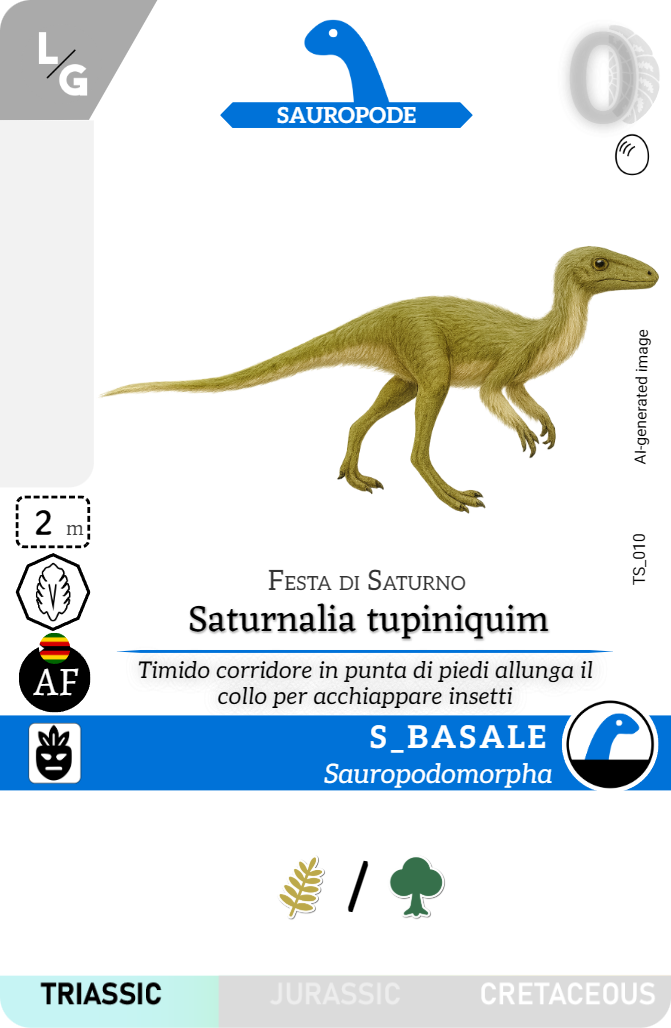 L/G
SAUROPODE
0
AI-generated image
2 m
TS_010
Festa di Saturno
Saturnalia tupiniquim
Timido corridore in punta di piedi allunga il
collo per acchiappare insetti
AF
S_BASALE
Sauropodomorpha
/
TRIASSIC JURASSIC CRETACEOUS